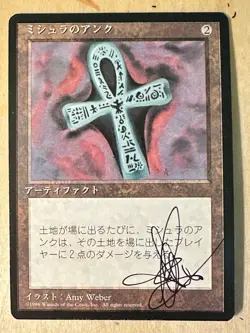 ミシュラのアンク 2
アーティファクト
土地が場に出るたびに、ミシュラのア
ンクは、その土地を場に出したプレイ
ヤーに２点のダメージを与える
イラスト：Amy Weber
Wizards of the Coast, Inc. All rights reserved.